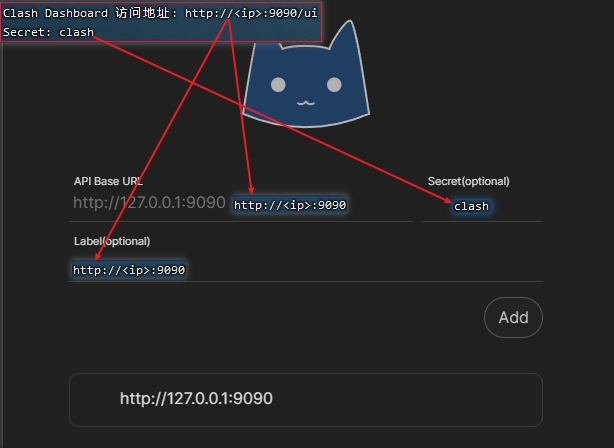 Clash Dashboard 访问地址: http://<ip>:9090/ui
Secret: clash
API Base URL
Secret(optional)
http://127.0.0.1:9090 http://<ip>:9090
clash
Label(optional)
http://<ip>:9090
Add
http://127.0.0.1:9090